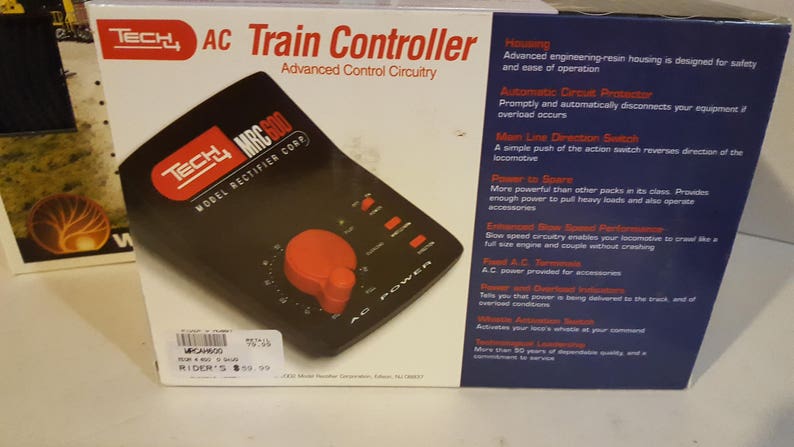 TECH 4
AC Train Controller
Advanced Control Circuitry
TECH 4
MRC600
MODEL RECTIFIER CORP.
OFF ON
POWER
OVERLOAD
DIRECTION
FULL
AC POWER
RETAIL
79.99
MRCAH600
RIDER'S $59.99
2002 Model Rectifier Corporation, Edison, NJ 08837
Housing
Advanced engineering-resin housing is designed for safety
and ease of operation
Automatic Circuit Protector
Promptly and automatically disconnects your equipment if
overload occurs
Main Line Direction Switch
A simple push of the action switch reverses direction of the
locomotive
Power to Spare
More powerful than other packs in its class. Provides
enough power to pull heavy loads and also operate
accessories
Enhanced Slow Speed Performance
Slow speed circuitry enables your locomotive to crawl like a
full size engine and couple without crashing
Fixed A.C. Terminals
A.C. power provided for accessories
Power and Overload Indicators
Tells you that power is being delivered to the track, and of
overload conditions
Whistle Activation Switch
Activates your loco's whistle at your command
Technological Leadership
More than 50 years of dependable quality, and a
commitment to service
W